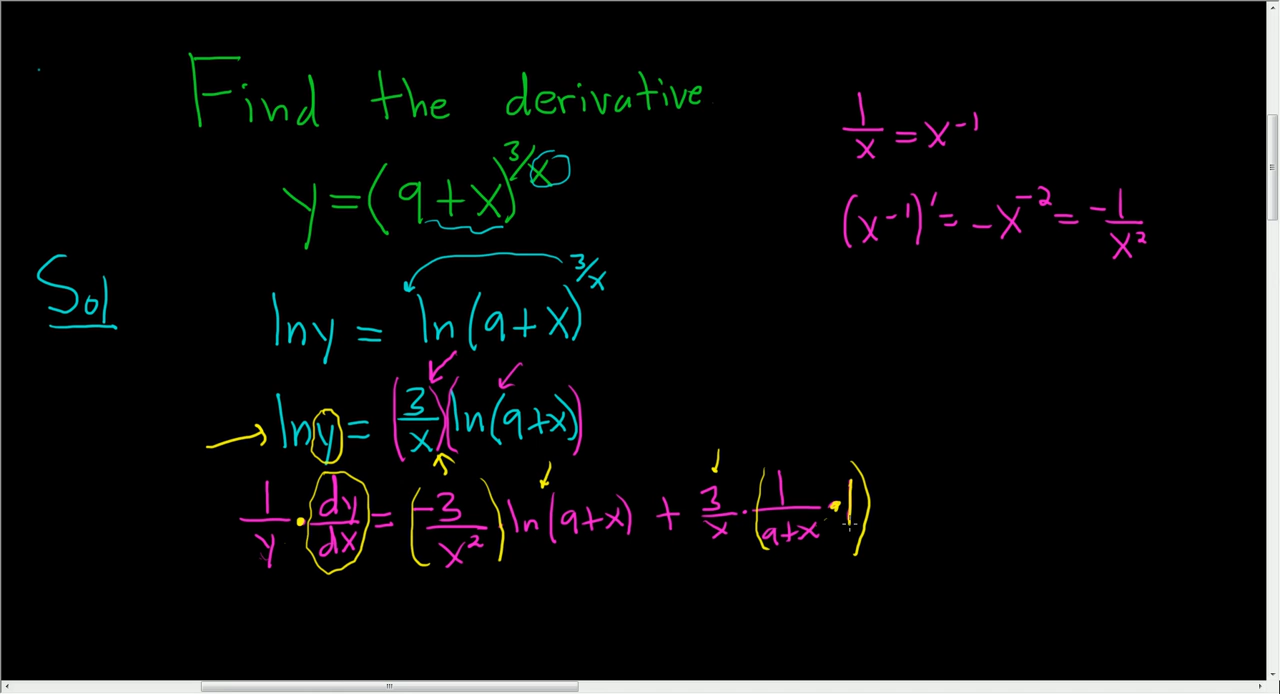 Find the derivative
y = (9+x)^{3/x}
Sol
ln y = ln(9+x)^{3/x}
ln y = (3/x)(ln(9+x))
1/y · dy/dx = (-3/x²) ln(9+x) + 3/x · (1/(9+x) · 1)
1/x = x^{-1}
(x^{-1})' = -x^{-2} = -1/x²